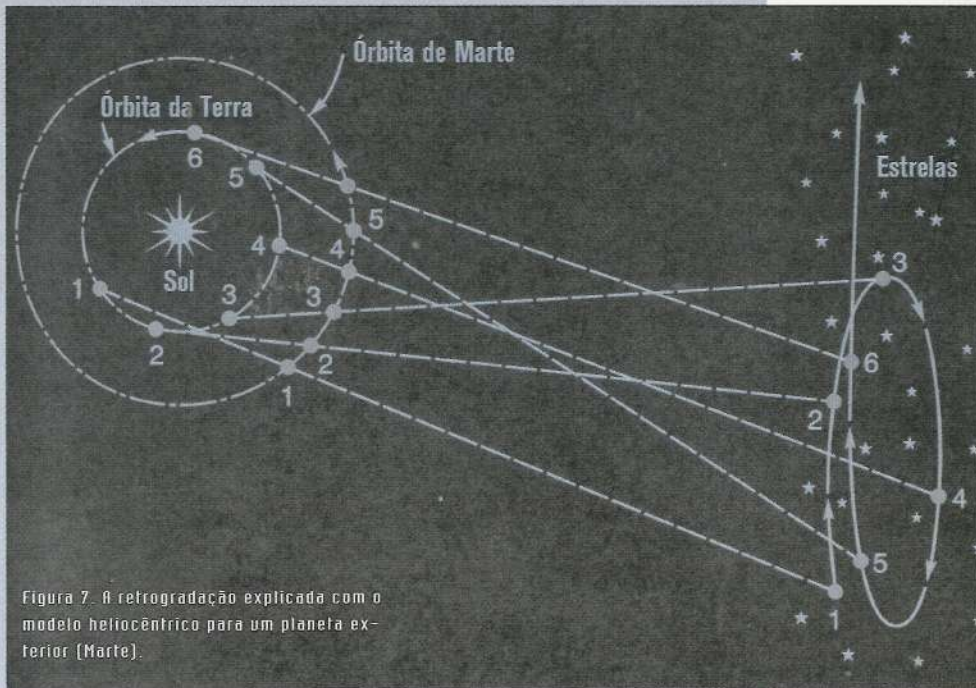 Órbita de Marte
Órbita da Terra
Estrelas
6
5
5
4
4
3
Sol
1
3
3
2
2
1
6
2
4
5
1
Figura 7. A retrogradação explicada com o
modelo heliocêntrico para um planeta ex-
terior (Marte).